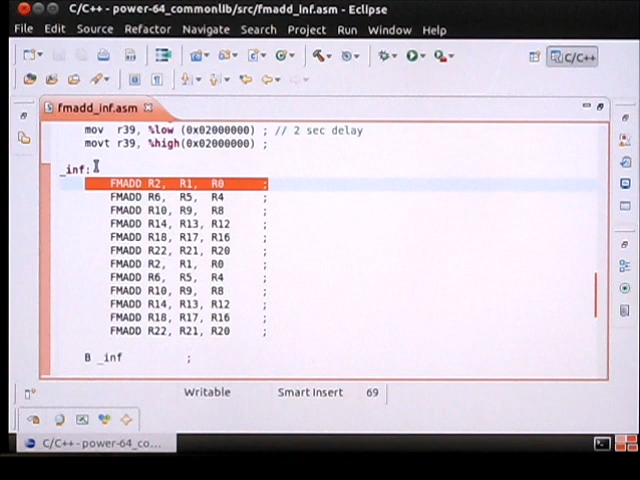 C/C++ - power-64_commonlib/src/fmadd_inf.asm - Eclipse
File Edit Source Refactor Navigate Search Project Run Window Help
C/C++
fmadd_inf.asm
mov r39, %low (0x02000000) ; // 2 sec delay
movt r39, %high(0x02000000) ;
_inf:
FMADD R2, R1, R0 ;
FMADD R6, R5, R4 ;
FMADD R10, R9, R8 ;
FMADD R14, R13, R12 ;
FMADD R18, R17, R16 ;
FMADD R22, R21, R20 ;
FMADD R2, R1, R0 ;
FMADD R6, R5, R4 ;
FMADD R10, R9, R8 ;
FMADD R14, R13, R12 ;
FMADD R18, R17, R16 ;
FMADD R22, R21, R20 ;
B _inf ;
Writable Smart Insert 69
C/C++ - power-64_co...